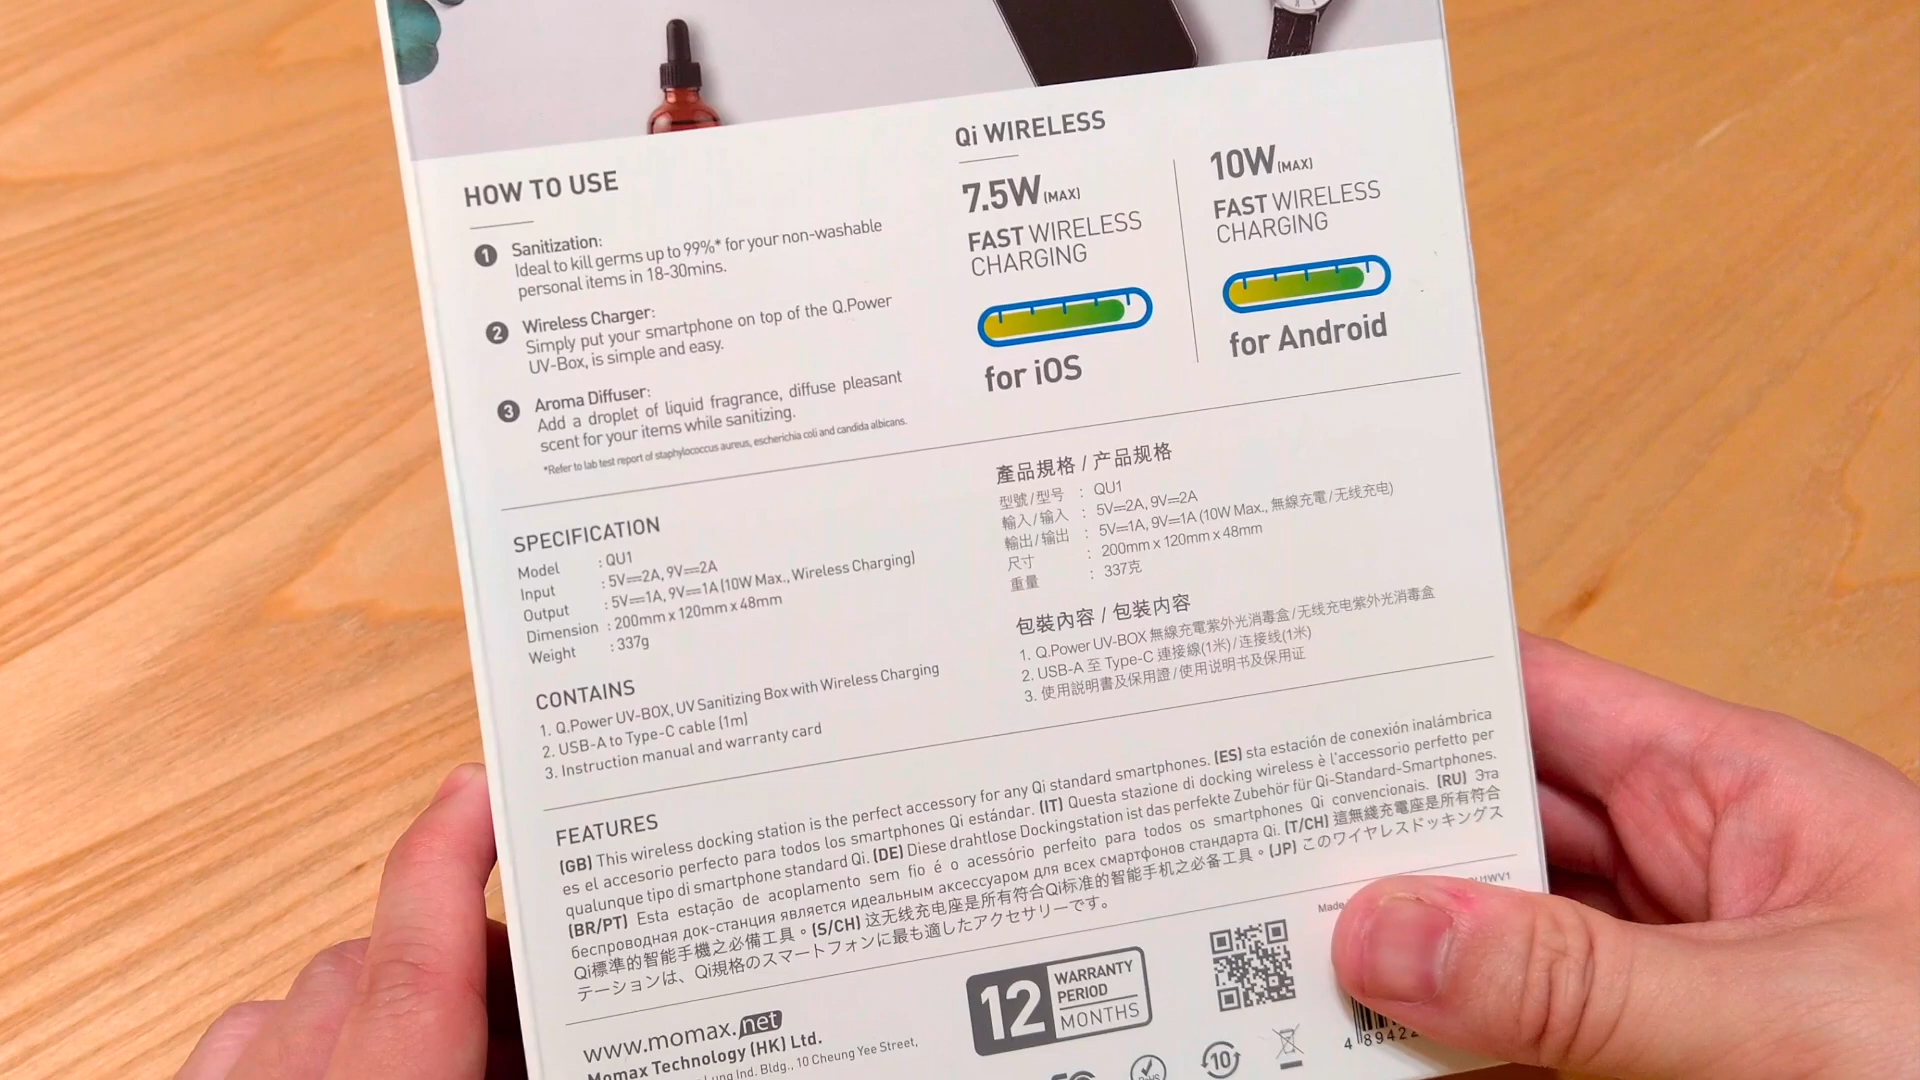 HOW TO USE
1 Sanitization:
Ideal to kill germs up to 99%* for your non-washable
personal items in 18-30mins.
2 Wireless Charger:
Simply put your smartphone on top of the Q.Power
UV-Box, is simple and easy.
3 Aroma Diffuser:
Add a droplet of liquid fragrance, diffuse pleasant
scent for your items while sanitizing.
*Refer to lab test report of staphylococcus aureus, escherichia coli and candida albicans.
Qi WIRELESS
7.5W (MAX)
FAST WIRELESS
CHARGING
for iOS
10W (MAX)
FAST WIRELESS
CHARGING
for Android
SPECIFICATION
Model : QU1
Input : 5V⎓2A, 9V⎓2A
Output : 5V⎓1A, 9V⎓1A (10W Max., Wireless Charging)
Dimension : 200mm x 120mm x 48mm
Weight : 337g
CONTAINS
1. Q.Power UV-BOX, UV Sanitizing Box with Wireless Charging
2. USB-A to Type-C cable (1m)
3. Instruction manual and warranty card
產品規格 / 产品规格
型號/型号 : QU1
輸入/输入 : 5V⎓2A, 9V⎓2A
輸出/输出 : 5V⎓1A, 9V⎓1A (10W Max., 無線充電/无线充电)
尺寸 : 200mm x 120mm x 48mm
重量 : 337克
包裝內容 / 包装内容
1. Q.Power UV-BOX 無線充電紫外光消毒盒/无线充电紫外光消毒盒
2. USB-A 至 Type-C 連接線(1米)/连接线(1米)
3. 使用説明書及保用證/使用说明书及保用证
FEATURES
(GB) This wireless docking station is the perfect accessory for any Qi standard smartphones. (ES) sta estación de conexión inalámbrica
es el accesorio perfecto para todos los smartphones Qi estándar. (IT) Questa stazione di docking wireless è l'accessorio perfetto per
qualunque tipo di smartphone standard Qi. (DE) Diese drahtlose Dockingstation ist das perfekte Zubehör für Qi-Standard-Smartphones.
(BR/PT) Esta estação de acoplamento sem fio é o acessório perfeito para todos os smartphones Qi convencionais. (RU) Эта
беспроводная док-станция является идеальным аксессуаром для всех смартфонов стандарта Qi. (T/CH) 這無綫充電座是所有符合
Qi標準的智能手機之必備工具。(S/CH) 这无线充电座是所有符合Qi标准的智能手机之必备工具。(JP) このワイヤレスドッキングス
テーションは、Qi規格のスマートフォンに最も適したアクセサリーです。
www.momax.net
Momax Technology (HK) Ltd.
Ind. Bldg., 10 Cheung Yee Street,
12 WARRANTY
PERIOD
MONTHS
Made
10
RoHS